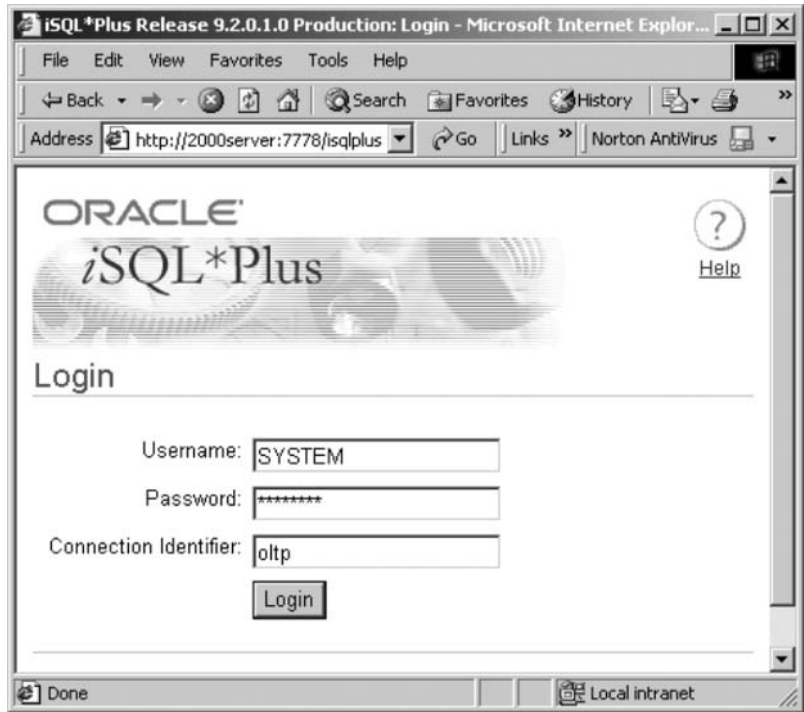 iSQL*Plus Release 9.2.0.1.0 Production: Login - Microsoft Internet Explor...
File Edit View Favorites Tools Help
Back Search Favorites History »
Address http://2000server:7778/isqlplus Go Links » Norton AntiVirus
ORACLE
iSQL*Plus
?
Help
Login
Username: SYSTEM
Password: ********
Connection Identifier: oltp
Login
Done Local intranet